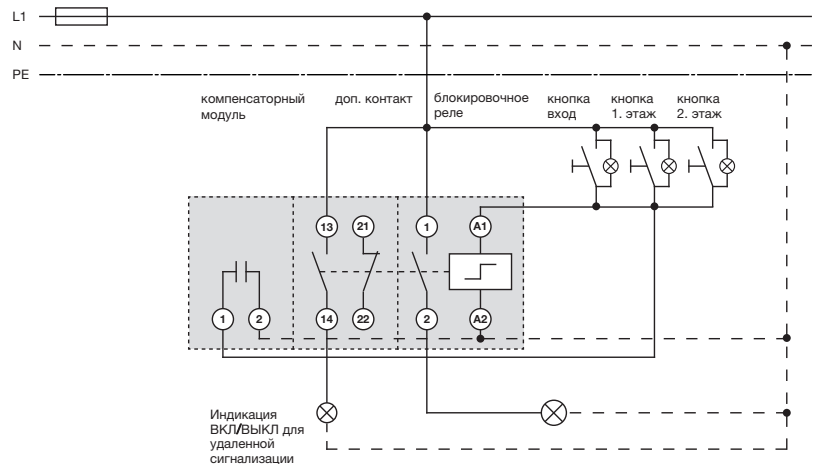 L1
N
PE
компенсаторный
модуль
доп. контакт
блокировочное
реле
кнопка
вход
кнопка
1. этаж
кнопка
2. этаж
13
21
1
A1
1
2
14
22
2
A2
Индикация
ВКЛ/ВЫКЛ для
удаленной
сигнализации